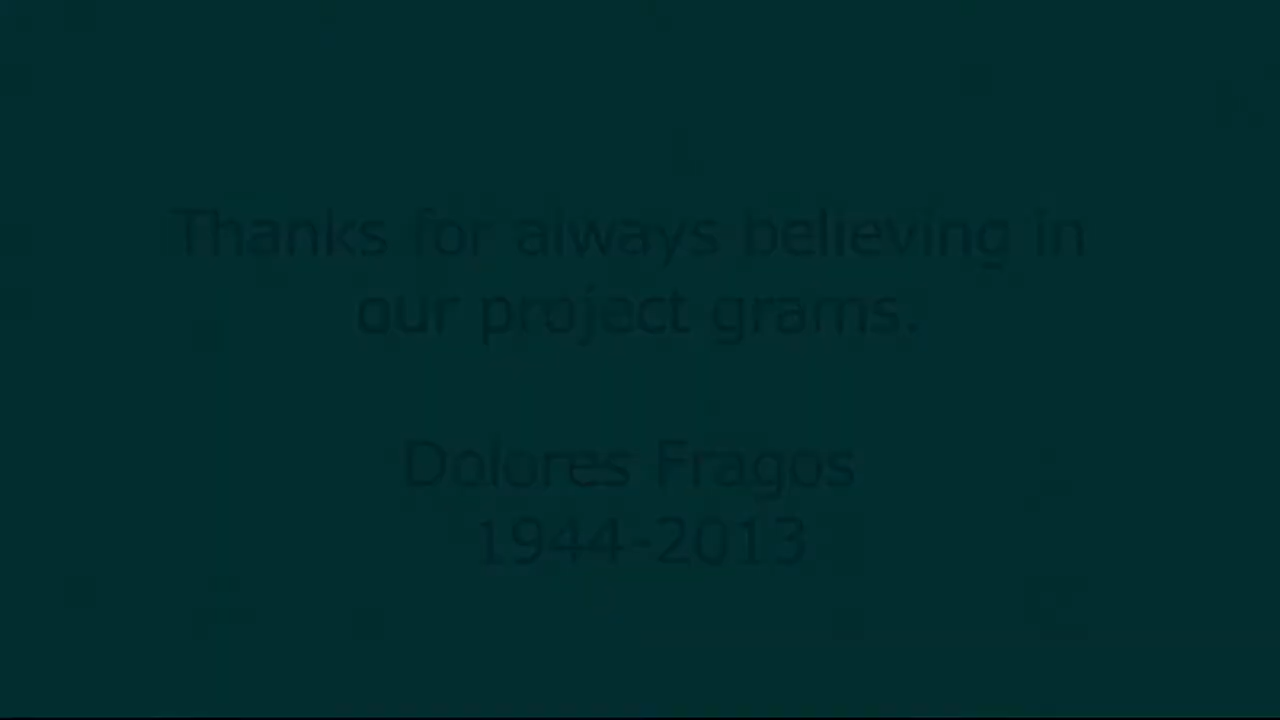 Thanks for always believing in
our project grams.
Dolores Fragos
1944-2013